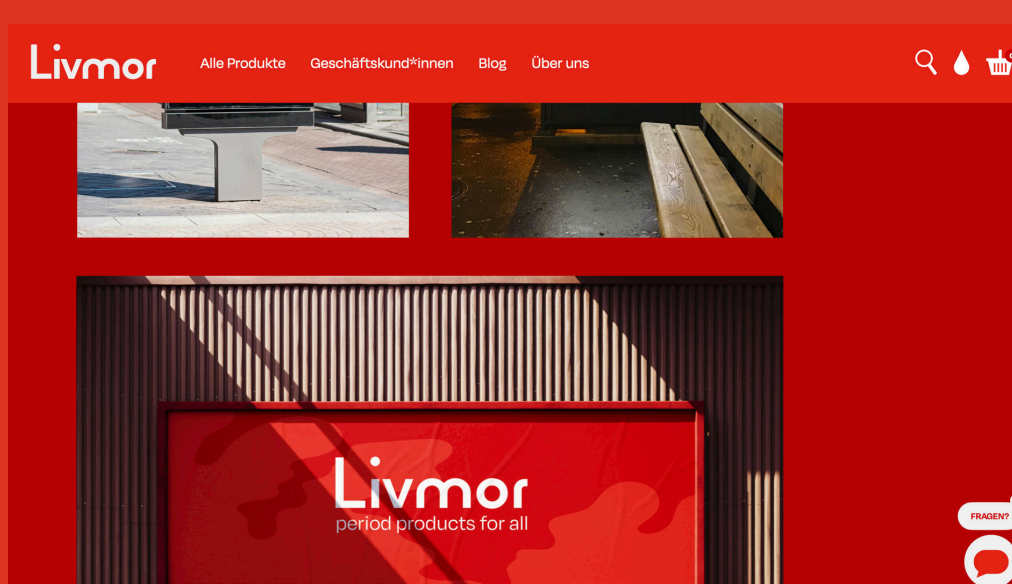 Livmor
Alle Produkte
Geschäftskund*innen
Blog
Über uns
Livmor
period products for all
FRAGEN?